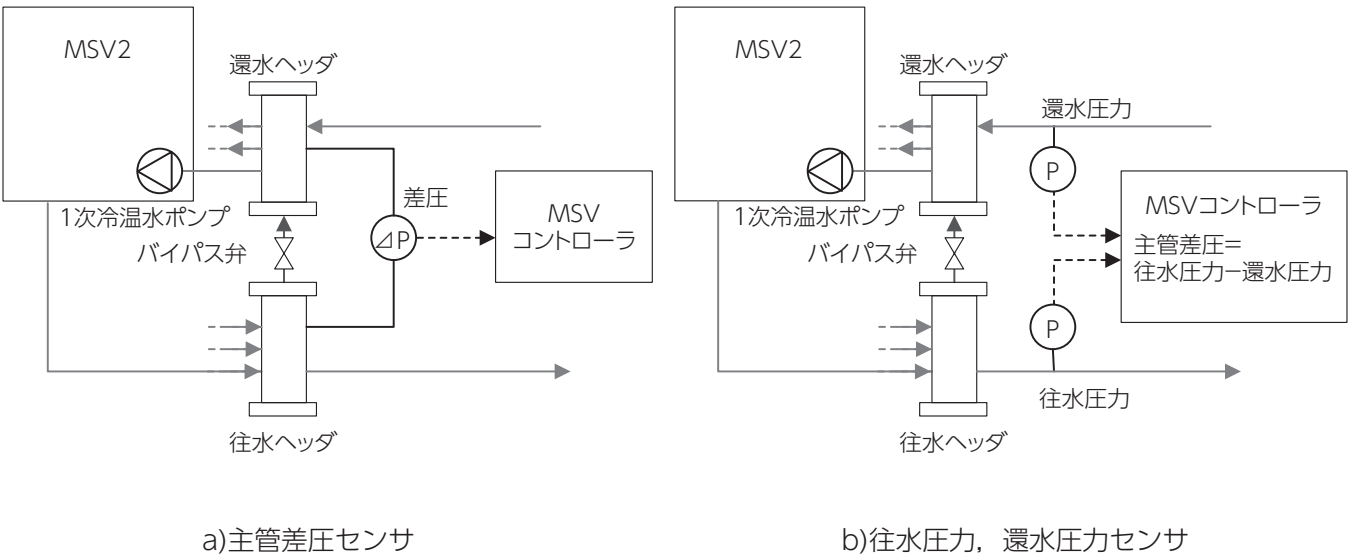 MSV2
還水ヘッダ
1次冷温水ポンプ
バイパス弁
差圧
⊿P
MSV
コントローラ
往水ヘッダ
a)主管差圧センサ
MSV2
還水ヘッダ
還水圧力
P
1次冷温水ポンプ
バイパス弁
MSVコントローラ
主管差圧=
往水圧力−還水圧力
P
往水圧力
往水ヘッダ
b)往水圧力，還水圧力センサ